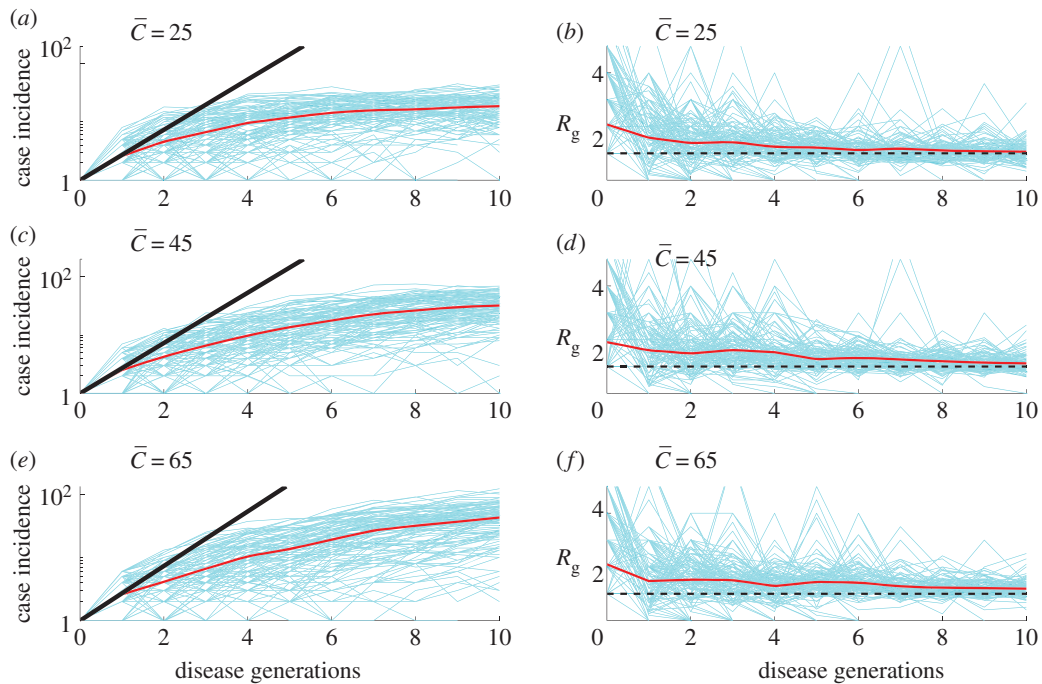 (a)
C̄ = 25
case incidence
10²
1
0 2 4 6 8 10
(b)
C̄ = 25
R_g
4
2
0 2 4 6 8 10
(c)
C̄ = 45
case incidence
10²
1
0 2 4 6 8 10
(d)
C̄ = 45
R_g
4
2
0 2 4 6 8 10
(e)
C̄ = 65
case incidence
10²
1
0 2 4 6 8 10
disease generations
(f)
C̄ = 65
R_g
4
2
0 2 4 6 8 10
disease generations